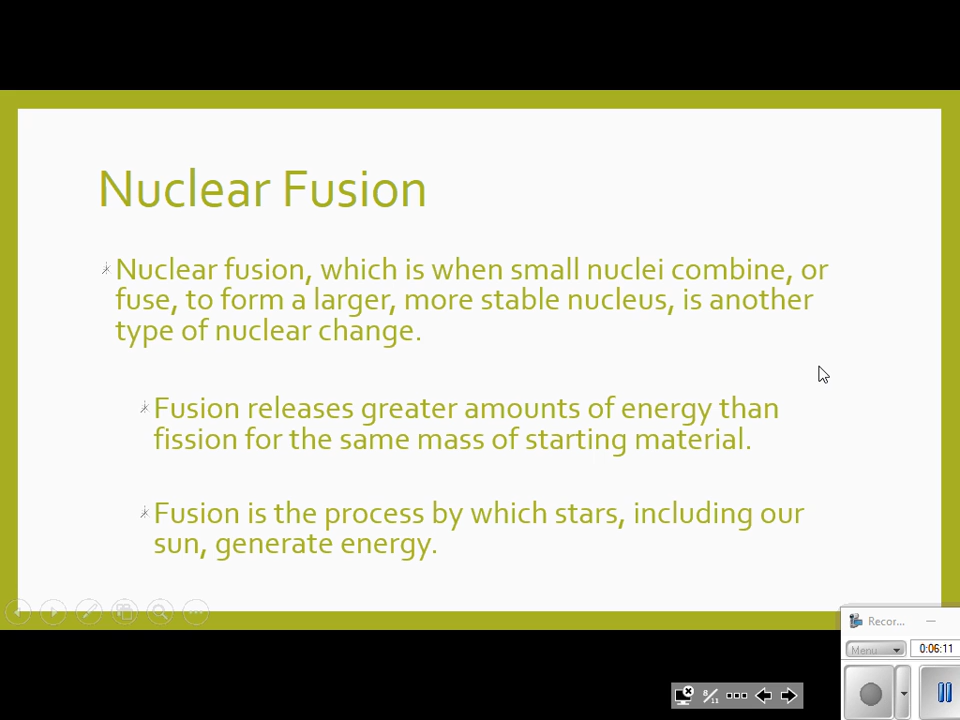 Nuclear Fusion
Nuclear fusion, which is when small nuclei combine, or
fuse, to form a larger, more stable nucleus, is another
type of nuclear change.
Fusion releases greater amounts of energy than
fission for the same mass of starting material.
Fusion is the process by which stars, including our
sun, generate energy.
Recor...
Menu
0:06:11
8/11